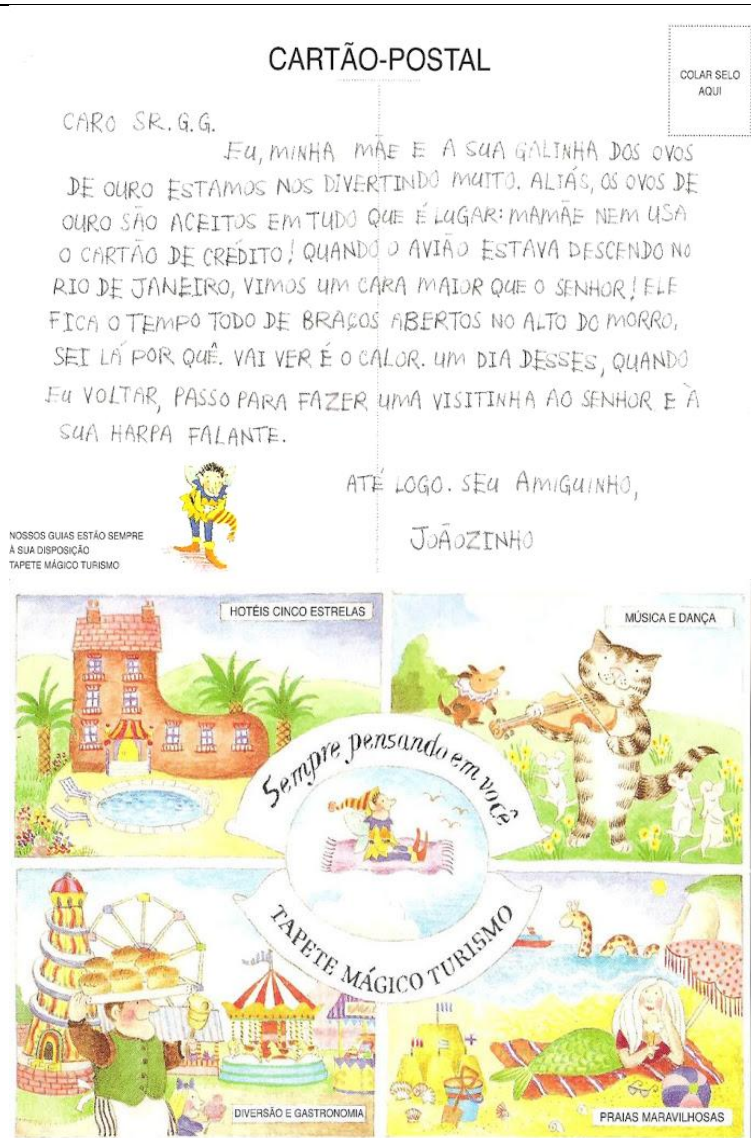 CARTÃO-POSTAL
COLAR SELO
AQUI
CARO SR. G.G.
EU, MINHA MÃE E A SUA GALINHA DOS OVOS
DE OURO ESTAMOS NOS DIVERTINDO MUITO. ALIÁS, OS OVOS DE
OURO SÃO ACEITOS EM TUDO QUE É LUGAR: MAMÃE NEM USA
O CARTÃO DE CRÉDITO! QUANDO O AVIÃO ESTAVA DESCENDO NO
RIO DE JANEIRO, VIMOS UM CARA MAIOR QUE O SENHOR! ELE
FICA O TEMPO TODO DE BRAÇOS ABERTOS NO ALTO DO MORRO,
SEI LÁ POR QUÊ. VAI VER É O CALOR. UM DIA DESSES, QUANDO
EU VOLTAR, PASSO PARA FAZER UMA VISITINHA AO SENHOR E À
SUA HARPA FALANTE.
ATÉ LOGO. SEU AMIGUINHO,
JOÃOZINHO
NOSSOS GUIAS ESTÃO SEMPRE
À SUA DISPOSIÇÃO
TAPETE MÁGICO TURISMO
HOTÉIS CINCO ESTRELAS
MÚSICA E DANÇA
Sempre pensando em você
TAPETE MÁGICO TURISMO
DIVERSÃO E GASTRONOMIA
PRAIAS MARAVILHOSAS